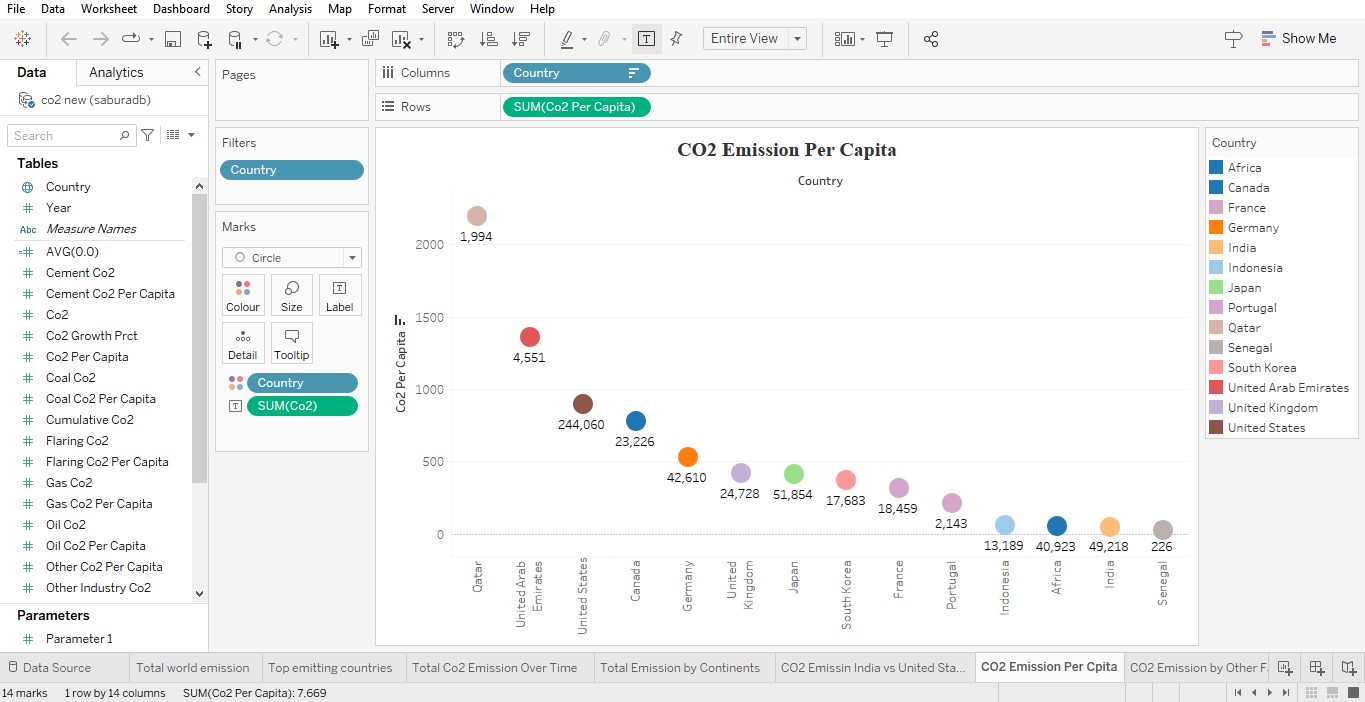 File Data Worksheet Dashboard Story Analysis Map Format Server Window Help
Entire View
Show Me
Data Analytics
co2 new (saburadb)
Search
Tables
Country
Year
Abc Measure Names
AVG(0.0)
Cement Co2
Cement Co2 Per Capita
Co2
Co2 Growth Prct
Co2 Per Capita
Coal Co2
Coal Co2 Per Capita
Cumulative Co2
Flaring Co2
Flaring Co2 Per Capita
Gas Co2
Gas Co2 Per Capita
Oil Co2
Oil Co2 Per Capita
Other Co2 Per Capita
Other Industry Co2
Parameters
Parameter 1
Pages
Filters
Country
Marks
Circle
Colour Size Label
Detail Tooltip
Country
SUM(Co2)
Columns Country
Rows SUM(Co2 Per Capita)
CO2 Emission Per Capita
Country
Co2 Per Capita
2000
1500
1000
500
0
1,994
4,551
244,060
23,226
42,610
24,728
51,854
17,683
18,459
2,143
13,189
40,923
49,218
226
Qatar
United Arab
Emirates
United States
Canada
Germany
United
Kingdom
Japan
South Korea
France
Portugal
Indonesia
Africa
India
Senegal
Country
Africa
Canada
France
Germany
India
Indonesia
Japan
Portugal
Qatar
Senegal
South Korea
United Arab Emirates
United Kingdom
United States
Data Source Total world emission Top emitting countries Total Co2 Emission Over Time Total Emission by Continents CO2 Emissin India vs United Sta... CO2 Emission Per Cpita CO2 Emission by Other F
14 marks 1 row by 14 columns SUM(Co2 Per Capita): 7,669